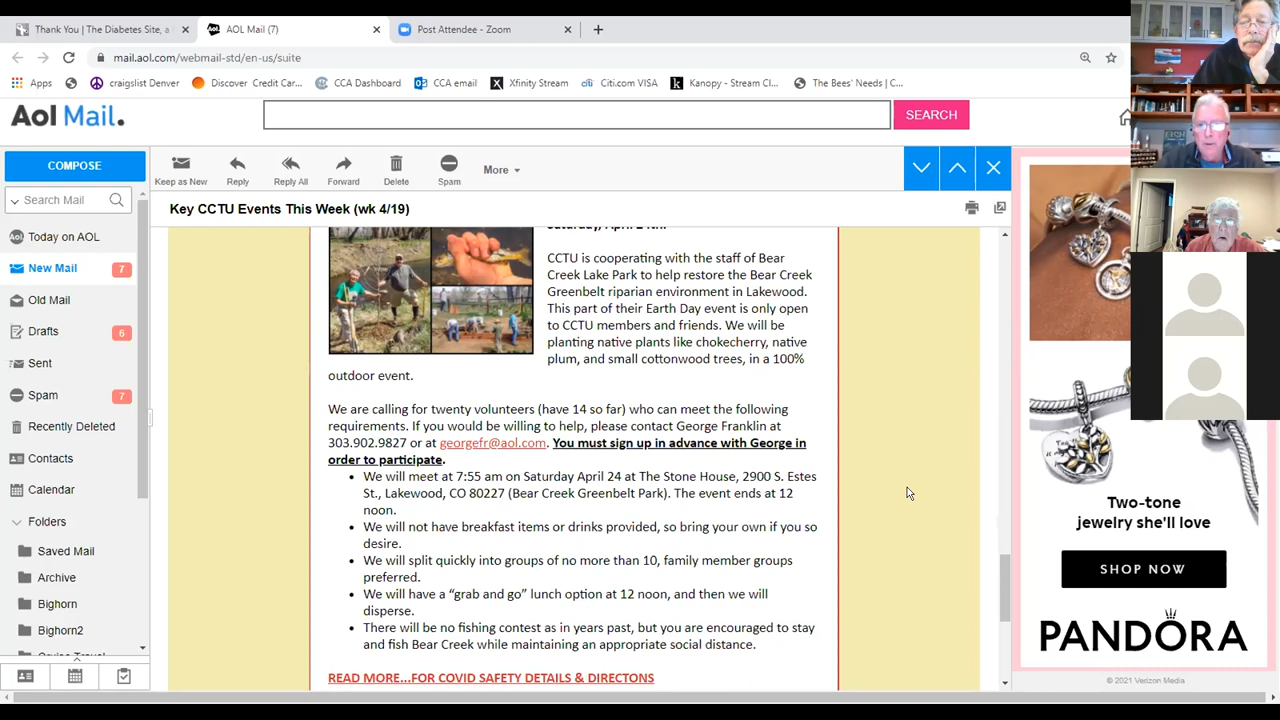 Thank You | The Diabetes Site, a
AOL Mail (7)
Post Attendee - Zoom
mail.aol.com/webmail-std/en-us/suite
Apps
craigslist Denver
Discover Credit Car...
CCA Dashboard
CCA email
Xfinity Stream
Citi.com VISA
Kanopy - Stream Cl...
The Bees' Needs | C...
Aol Mail.
SEARCH
COMPOSE
Search Mail
Today on AOL
New Mail 7
Old Mail
Drafts 6
Sent
Spam 7
Recently Deleted
Contacts
Calendar
Folders
Saved Mail
Archive
Bighorn
Bighorn2
Keep as New
Reply
Reply All
Forward
Delete
Spam
More
Key CCTU Events This Week (wk 4/19)
Saturday, April 24th!
CCTU is cooperating with the staff of Bear
Creek Lake Park to help restore the Bear Creek
Greenbelt riparian environment in Lakewood.
This part of their Earth Day event is only open
to CCTU members and friends. We will be
planting native plants like chokecherry, native
plum, and small cottonwood trees, in a 100%
outdoor event.
We are calling for twenty volunteers (have 14 so far) who can meet the following
requirements. If you would be willing to help, please contact George Franklin at
303.902.9827 or at georgefr@aol.com. You must sign up in advance with George in
order to participate.
• We will meet at 7:55 am on Saturday April 24 at The Stone House, 2900 S. Estes
St., Lakewood, CO 80227 (Bear Creek Greenbelt Park). The event ends at 12
noon.
• We will not have breakfast items or drinks provided, so bring your own if you so
desire.
• We will split quickly into groups of no more than 10, family member groups
preferred.
• We will have a “grab and go” lunch option at 12 noon, and then we will
disperse.
• There will be no fishing contest as in years past, but you are encouraged to stay
and fish Bear Creek while maintaining an appropriate social distance.
READ MORE...FOR COVID SAFETY DETAILS & DIRECTONS
Two-tone
jewelry she'll love
SHOP NOW
PANDORA
© 2021 Verizon Media